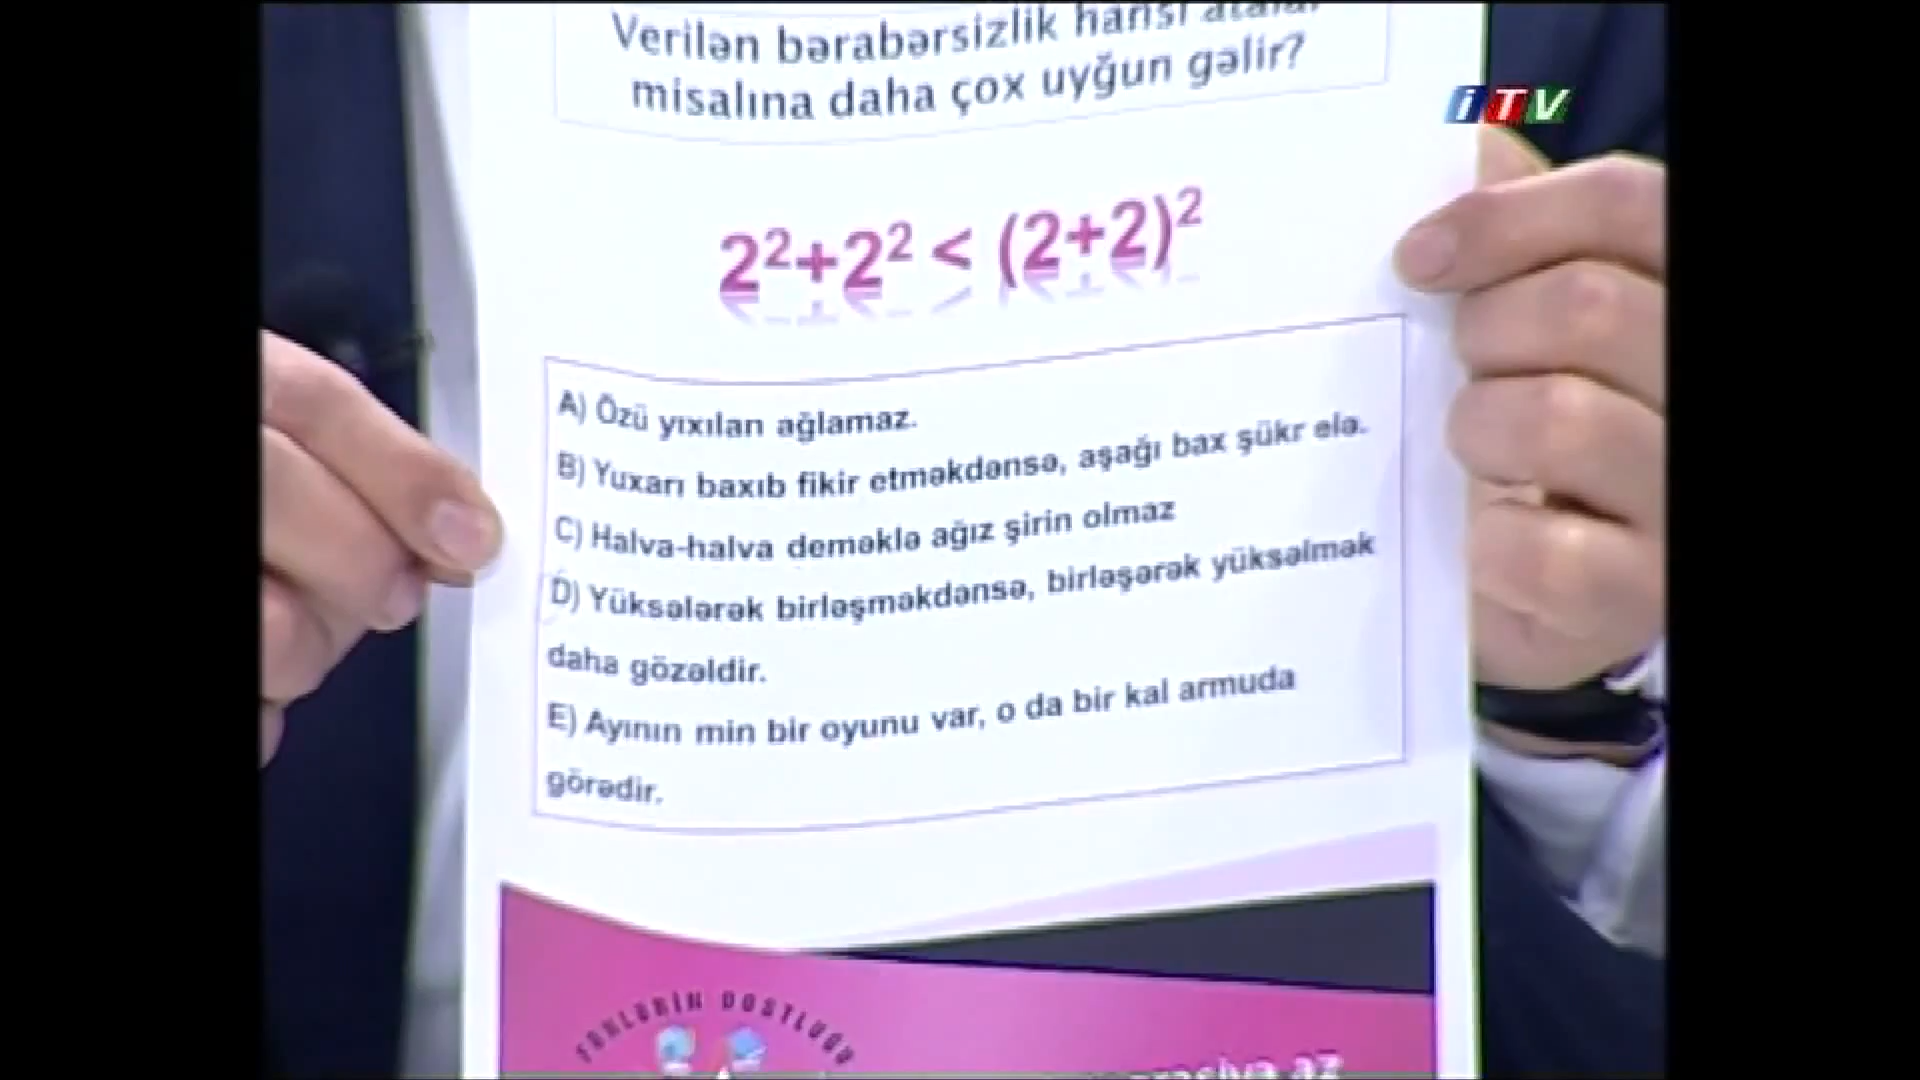 Verilən bərabərsizlik hansı atalar
misalına daha çox uyğun gəlir?
iTV
2²+2² < (2+2)²
A) Özü yıxılan ağlamaz.
B) Yuxarı baxıb fikir etməkdənsə, aşağı bax şükr elə.
C) Halva-halva deməklə ağız şirin olmaz
D) Yüksələrək birləşməkdənsə, birləşərək yüksəlmək
daha gözəldir.
E) Ayının min bir oyunu var, o da bir kal armuda
görədir.
FƏNLƏRİN DOSTLUĞU